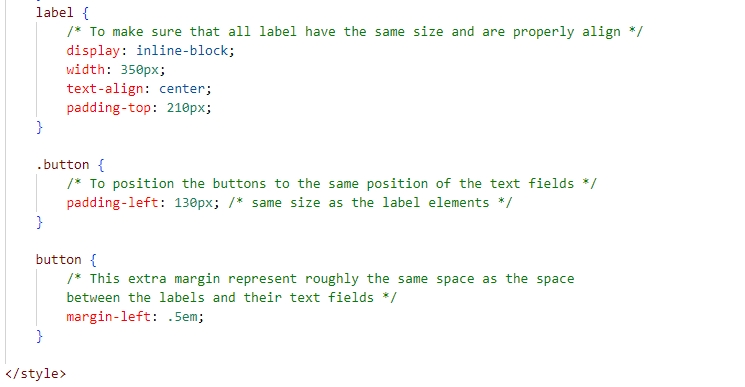 label {
/* To make sure that all label have the same size and are properly align */
display: inline-block;
width: 350px;
text-align: center;
padding-top: 210px;
}
.button {
/* To position the buttons to the same position of the text fields */
padding-left: 130px; /* same size as the label elements */
}
button {
/* This extra margin represent roughly the same space as the space
between the labels and their text fields */
margin-left: .5em;
}
</style>